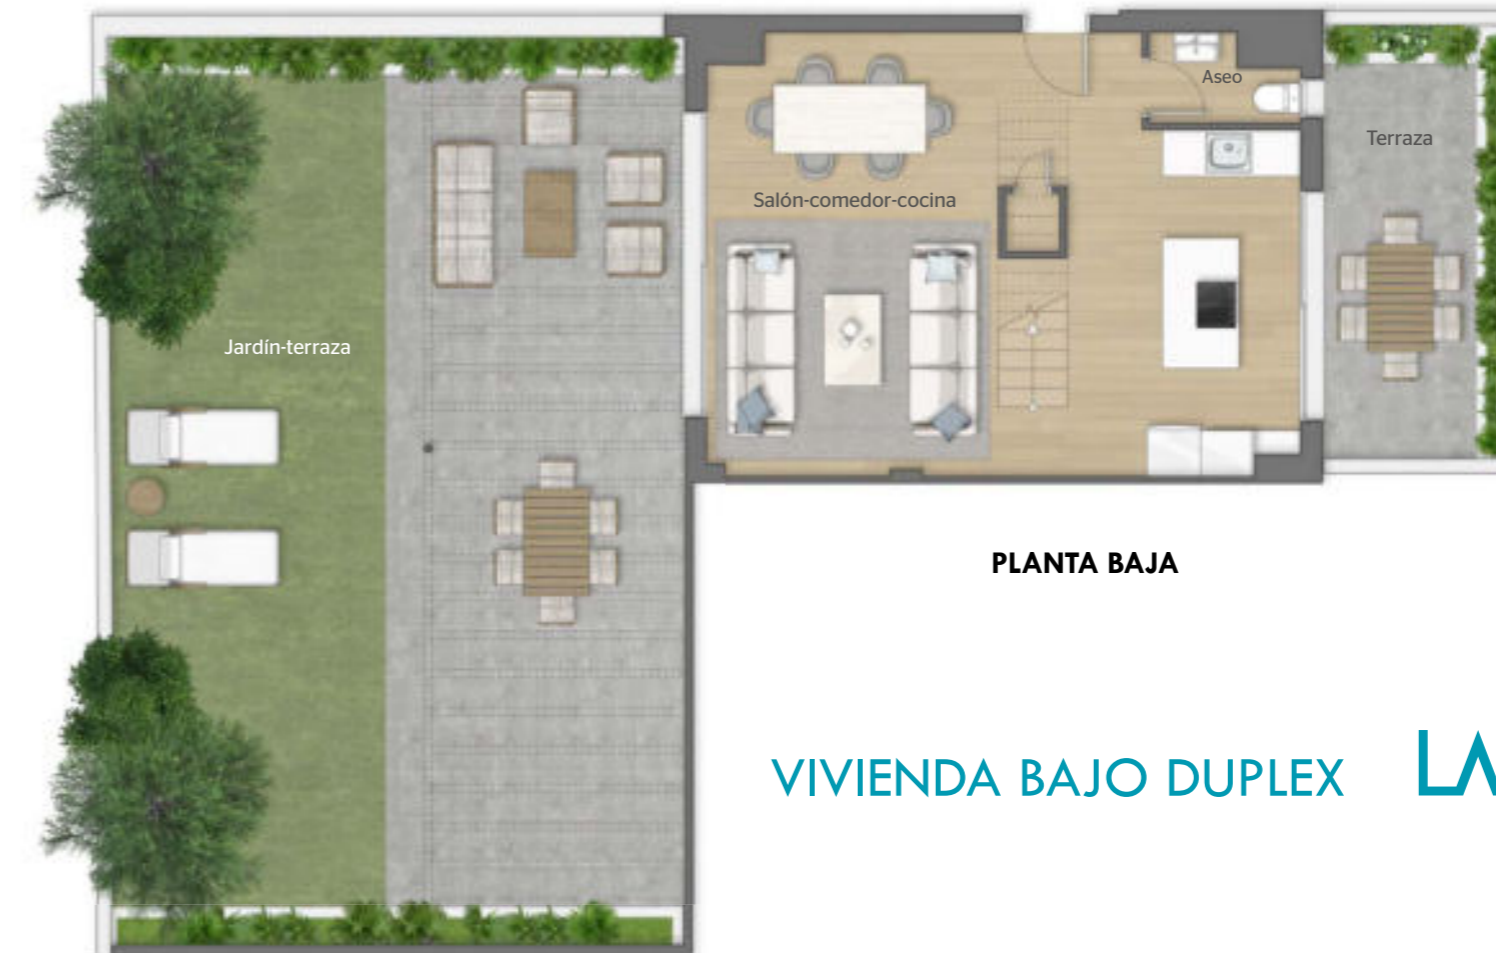 Aseo
Terraza
Salón-comedor-cocina
Jardín-terraza
PLANTA BAJA
VIVIENDA BAJO DUPLEX